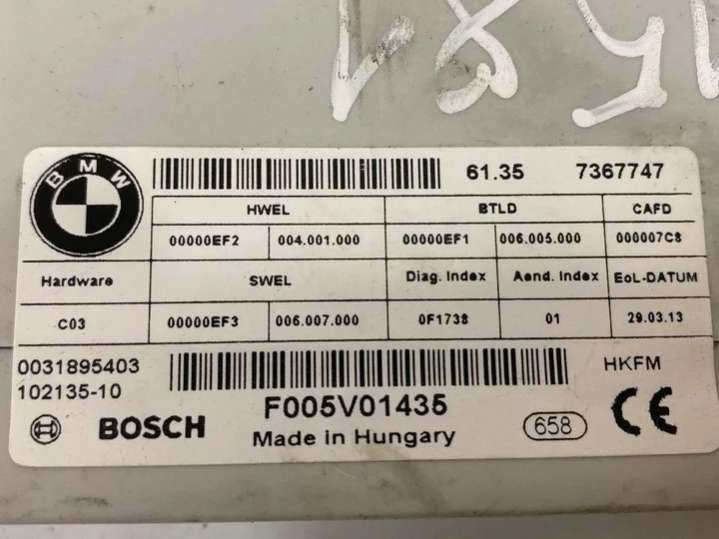 1581
BMW
61.35 7367747
HWEL BTLD CAFD
00000EF2 004.001.000 00000EF1 006.005.000 000007C8
Hardware SWEL Diag. Index Aend. Index EoL-DATUM
C03 00000EF3 006.007.000 0F1738 01 29.03.13
0031895403 HKFM
102135-10
F005V01435
BOSCH Made in Hungary 658 CE